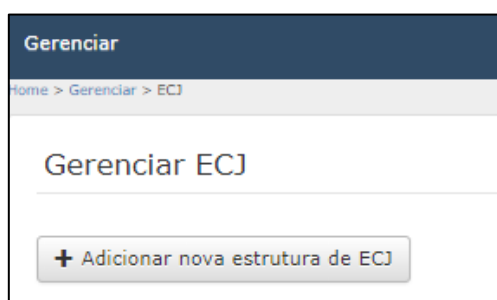 Gerenciar
Home > Gerenciar > ECJ
Gerenciar ECJ
+ Adicionar nova estrutura de ECJ